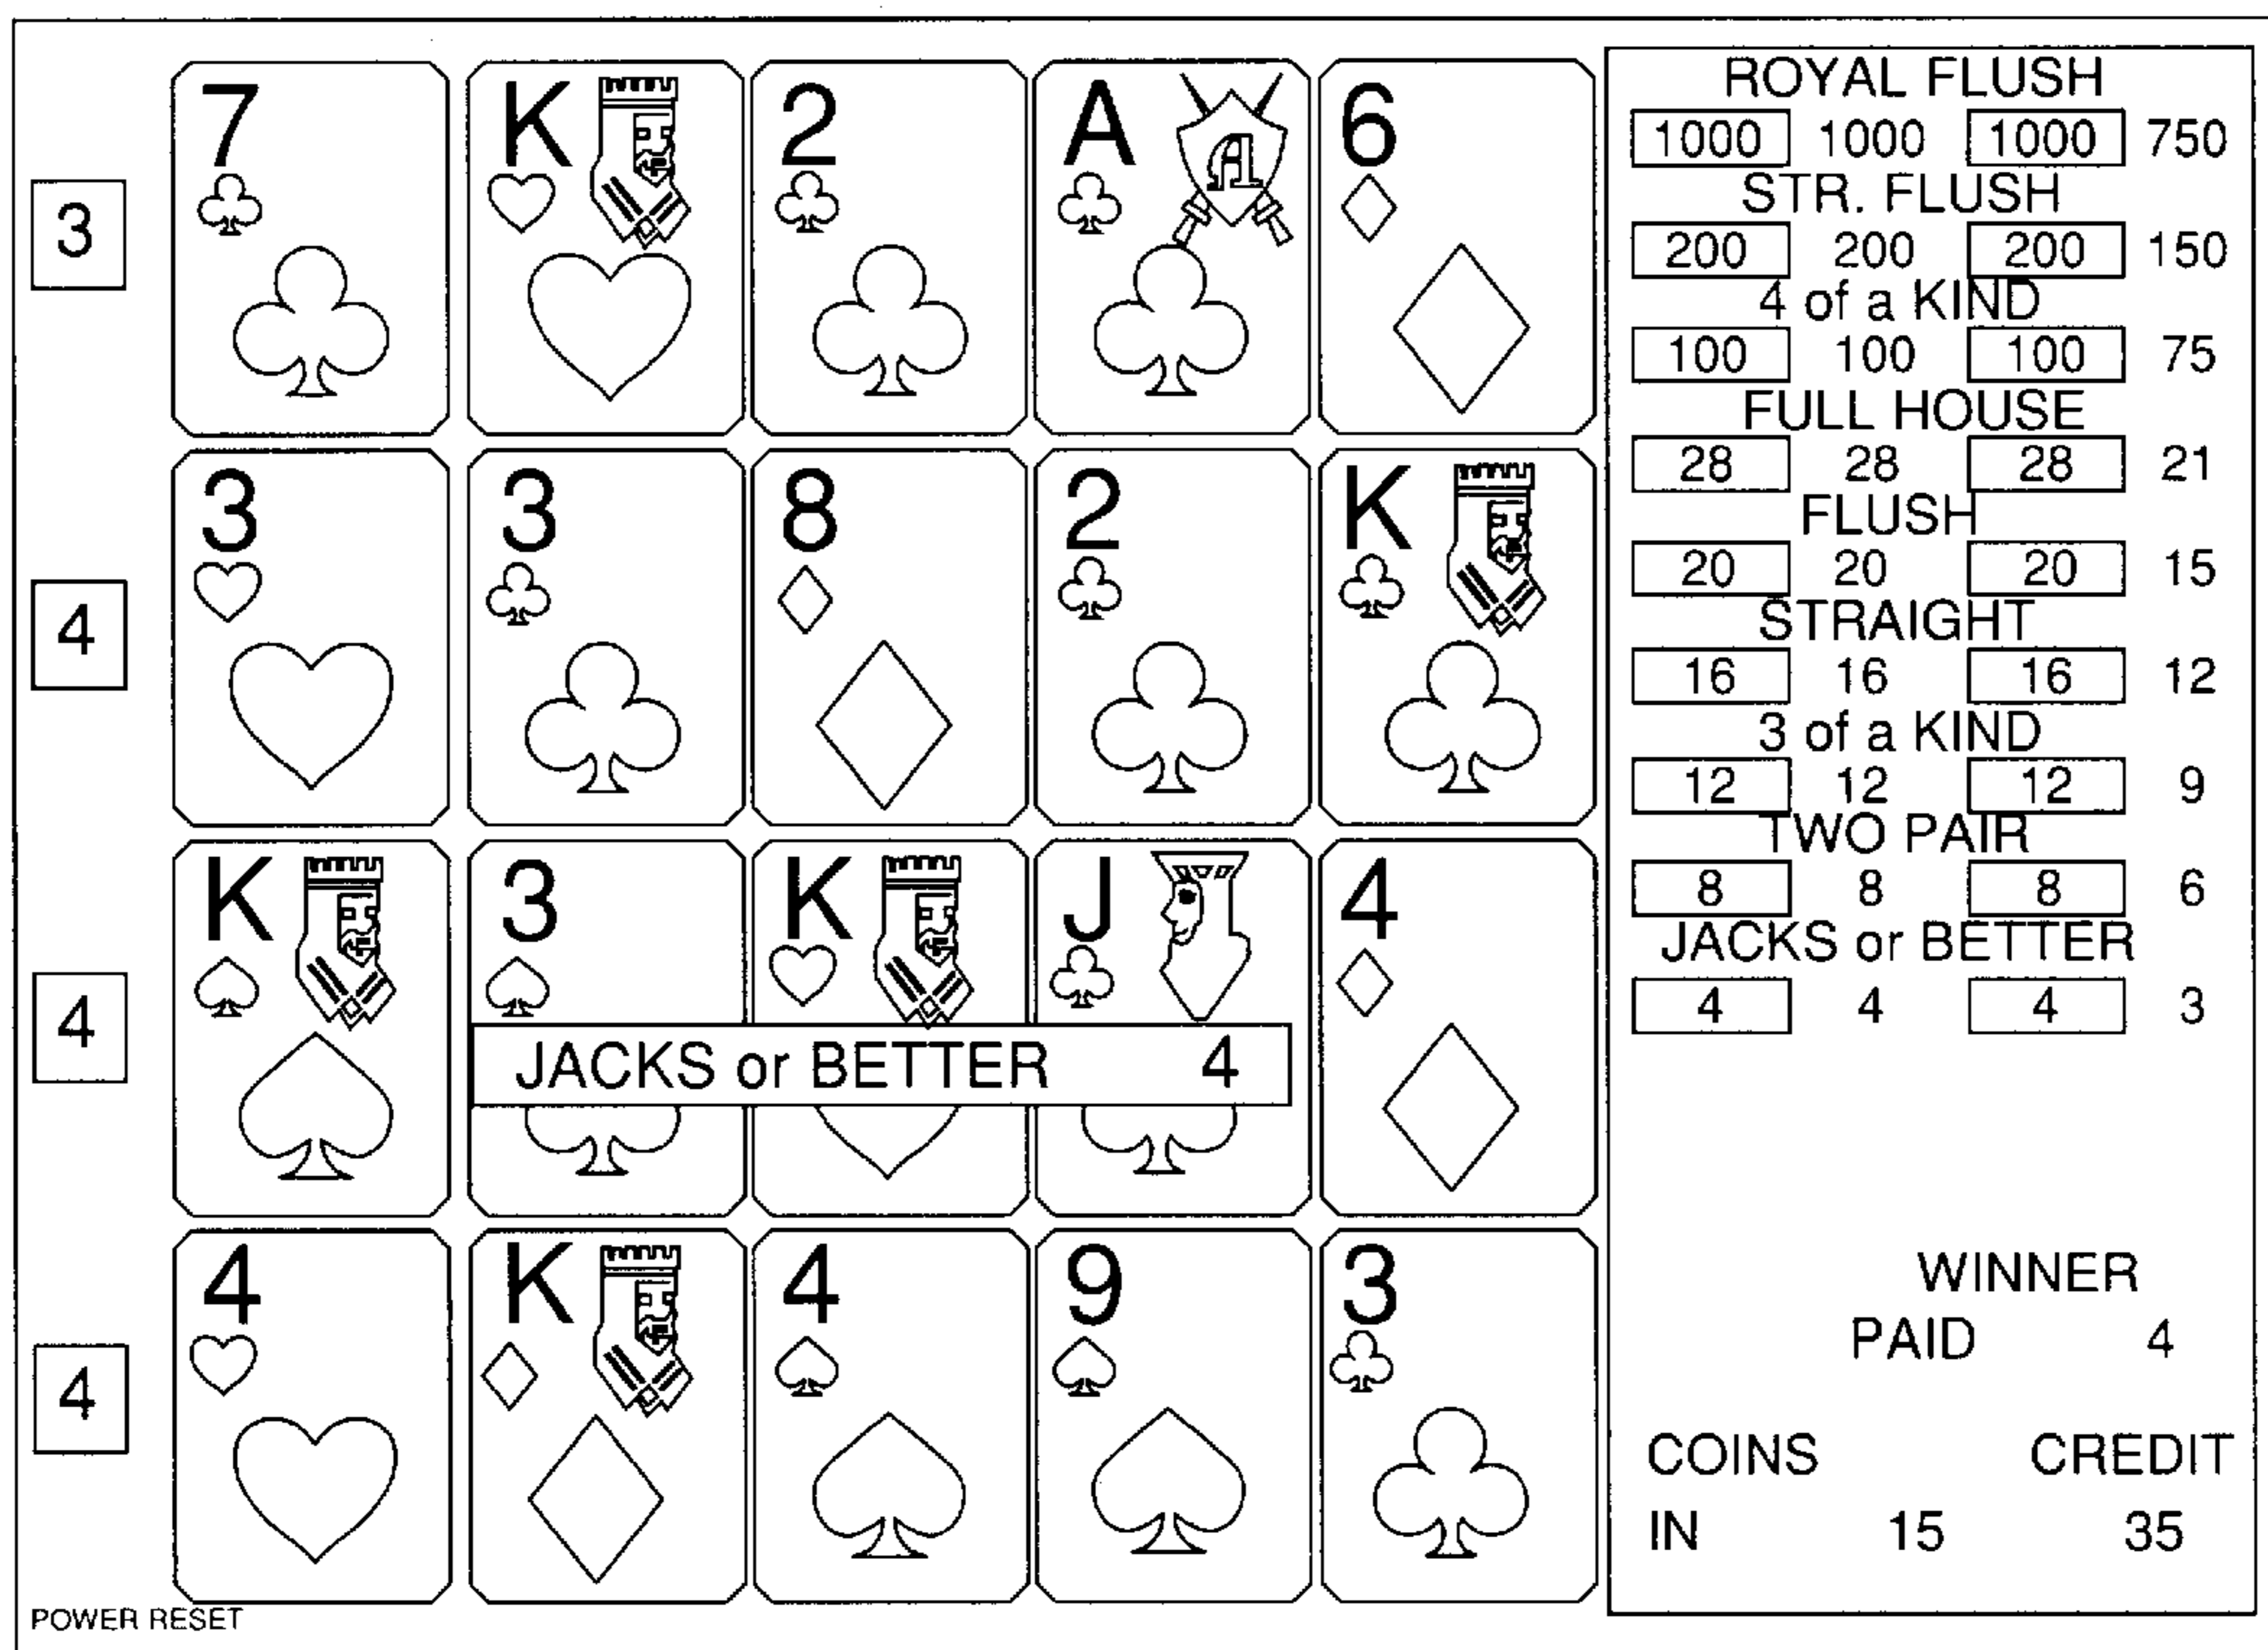 7 K 2 A A 6
3
3 3 8 2 K
4
K 3 K J 4
4
JACKS or BETTER 4
4 K 4 9 3
4
POWER RESET
ROYAL FLUSH
1000 1000 1000 750
STR. FLUSH
200 200 200 150
4 of a KIND
100 100 100 75
FULL HOUSE
28 28 28 21
FLUSH
20 20 20 15
STRAIGHT
16 16 16 12
3 of a KIND
12 12 12 9
TWO PAIR
8 8 8 6
JACKS or BETTER
4 4 4 3
WINNER
PAID 4
COINS CREDIT
IN 15 35